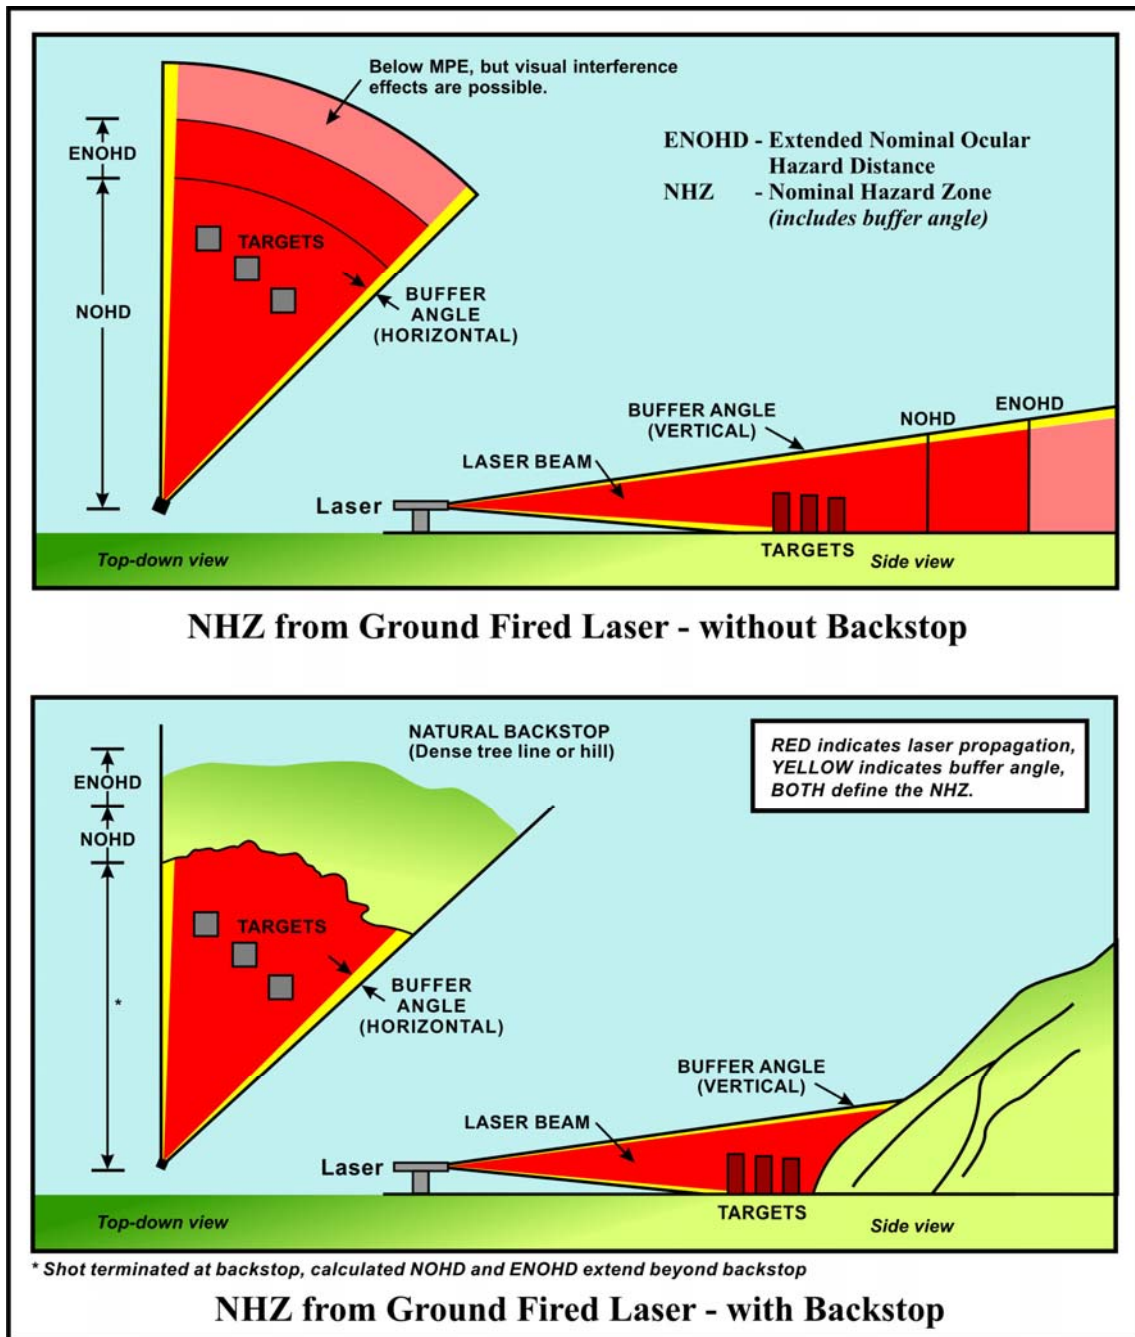 Below MPE, but visual interference
effects are possible.
ENOHD
NOHD
TARGETS
BUFFER
ANGLE
(HORIZONTAL)
ENOHD - Extended Nominal Ocular
Hazard Distance
NHZ - Nominal Hazard Zone
(includes buffer angle)
BUFFER ANGLE
(VERTICAL)
NOHD
ENOHD
LASER BEAM
Laser
TARGETS
Top-down view
Side view
NHZ from Ground Fired Laser - without Backstop
NATURAL BACKSTOP
(Dense tree line or hill)
RED indicates laser propagation,
YELLOW indicates buffer angle,
BOTH define the NHZ.
ENOHD
NOHD
*
TARGETS
BUFFER
ANGLE
(HORIZONTAL)
BUFFER ANGLE
(VERTICAL)
LASER BEAM
Laser
TARGETS
Top-down view
Side view
* Shot terminated at backstop, calculated NOHD and ENOHD extend beyond backstop
NHZ from Ground Fired Laser - with Backstop